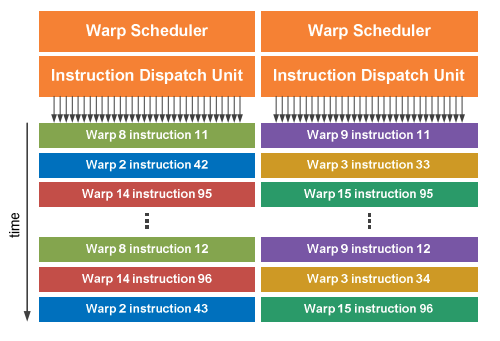 Warp Scheduler
Warp Scheduler
Instruction Dispatch Unit
Instruction Dispatch Unit
Warp 8 instruction 11
Warp 9 instruction 11
Warp 2 instruction 42
Warp 3 instruction 33
Warp 14 instruction 95
Warp 15 instruction 95
time
Warp 8 instruction 12
Warp 9 instruction 12
Warp 14 instruction 96
Warp 3 instruction 34
Warp 2 instruction 43
Warp 15 instruction 96